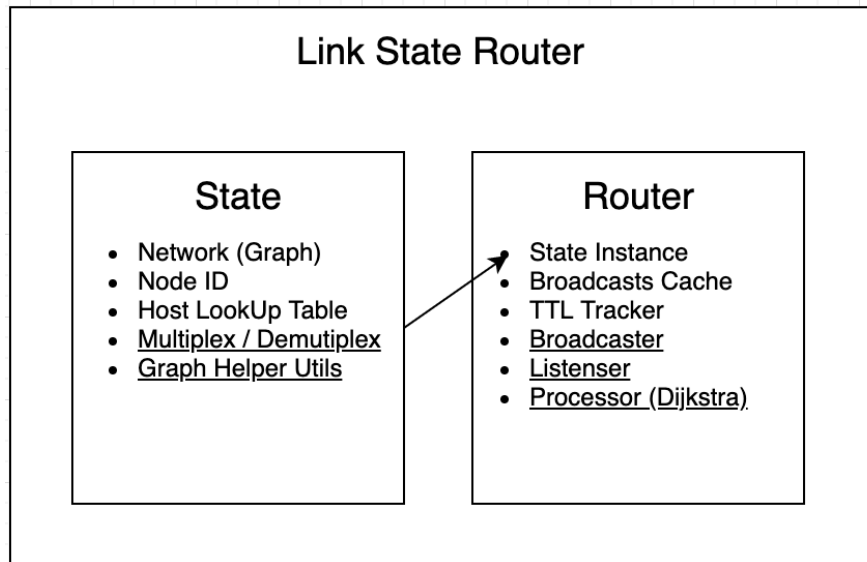 Link State Router
State
• Network (Graph)
• Node ID
• Host LookUp Table
• Multiplex / Demutiplex
• Graph Helper Utils
Router
• State Instance
• Broadcasts Cache
• TTL Tracker
• Broadcaster
• Listenser
• Processor (Dijkstra)